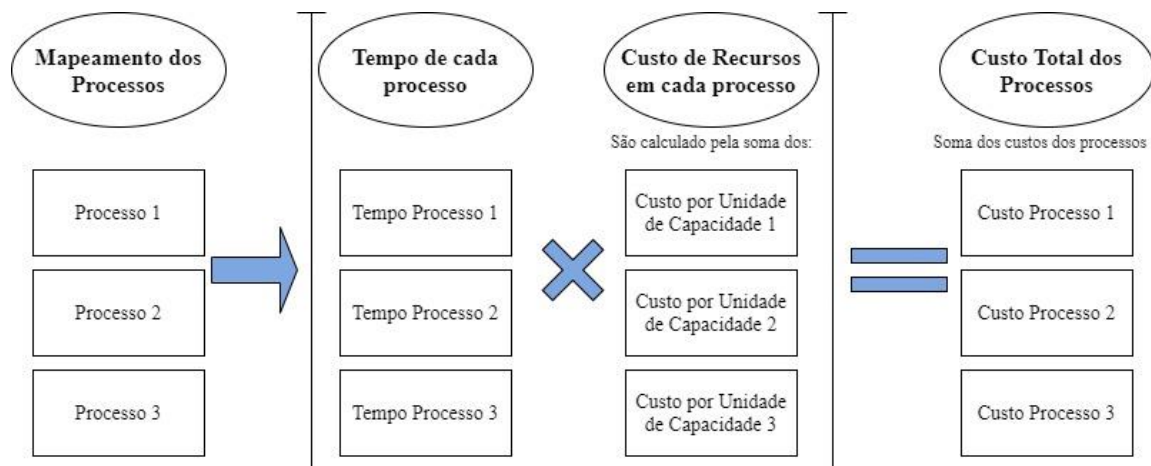 Mapeamento dos
Processos
Tempo de cada
processo
Custo de Recursos
em cada processo
Custo Total dos
Processos
São calculado pela soma dos:
Soma dos custos dos processos
Processo 1
Tempo Processo 1
Custo por Unidade
de Capacidade 1
Custo Processo 1
Processo 2
Tempo Processo 2
Custo por Unidade
de Capacidade 2
Custo Processo 2
Processo 3
Tempo Processo 3
Custo por Unidade
de Capacidade 3
Custo Processo 3